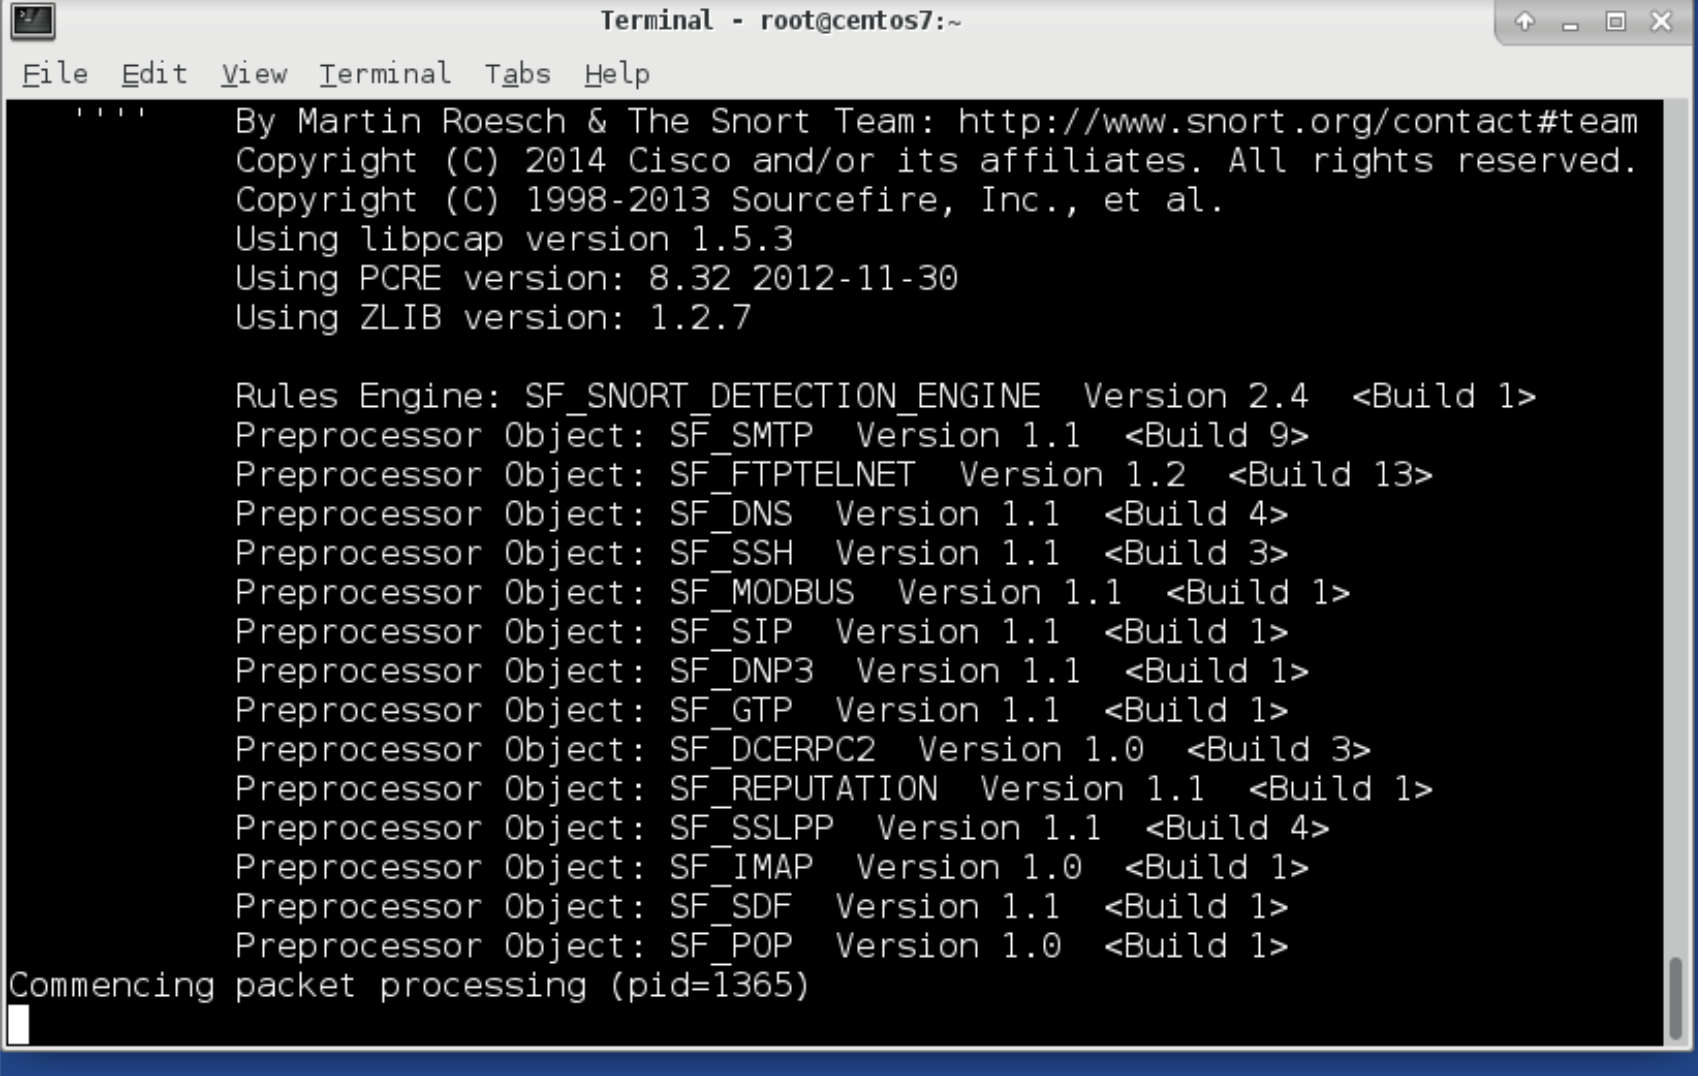 Terminal - root@centos7:~
File Edit View Terminal Tabs Help
'''' By Martin Roesch & The Snort Team: http://www.snort.org/contact#team
Copyright (C) 2014 Cisco and/or its affiliates. All rights reserved.
Copyright (C) 1998-2013 Sourcefire, Inc., et al.
Using libpcap version 1.5.3
Using PCRE version: 8.32 2012-11-30
Using ZLIB version: 1.2.7
Rules Engine: SF_SNORT_DETECTION_ENGINE Version 2.4 <Build 1>
Preprocessor Object: SF_SMTP Version 1.1 <Build 9>
Preprocessor Object: SF_FTPTELNET Version 1.2 <Build 13>
Preprocessor Object: SF_DNS Version 1.1 <Build 4>
Preprocessor Object: SF_SSH Version 1.1 <Build 3>
Preprocessor Object: SF_MODBUS Version 1.1 <Build 1>
Preprocessor Object: SF_SIP Version 1.1 <Build 1>
Preprocessor Object: SF_DNP3 Version 1.1 <Build 1>
Preprocessor Object: SF_GTP Version 1.1 <Build 1>
Preprocessor Object: SF_DCERPC2 Version 1.0 <Build 3>
Preprocessor Object: SF_REPUTATION Version 1.1 <Build 1>
Preprocessor Object: SF_SSLPP Version 1.1 <Build 4>
Preprocessor Object: SF_IMAP Version 1.0 <Build 1>
Preprocessor Object: SF_SDF Version 1.1 <Build 1>
Preprocessor Object: SF_POP Version 1.0 <Build 1>
Commencing packet processing (pid=1365)